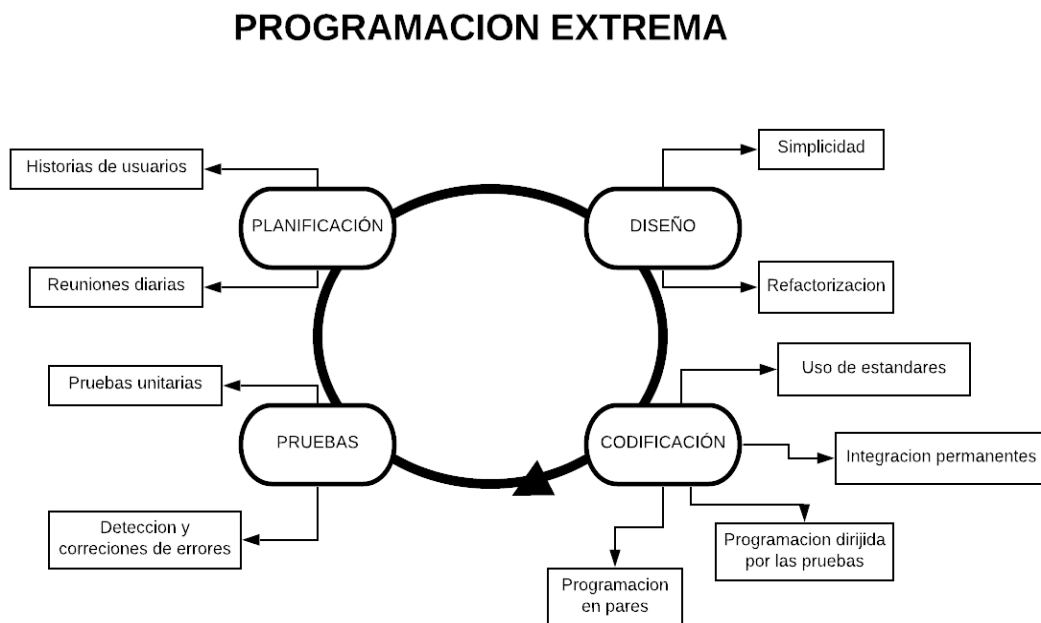 PROGRAMACION EXTREMA
Historias de usuarios
PLANIFICACIÓN
Reuniones diarias
Simplicidad
DISEÑO
Refactorizacion
Uso de estandares
CODIFICACIÓN
Integracion permanentes
Programacion dirijida
por las pruebas
Programacion
en pares
Pruebas unitarias
PRUEBAS
Deteccion y
correciones de errores